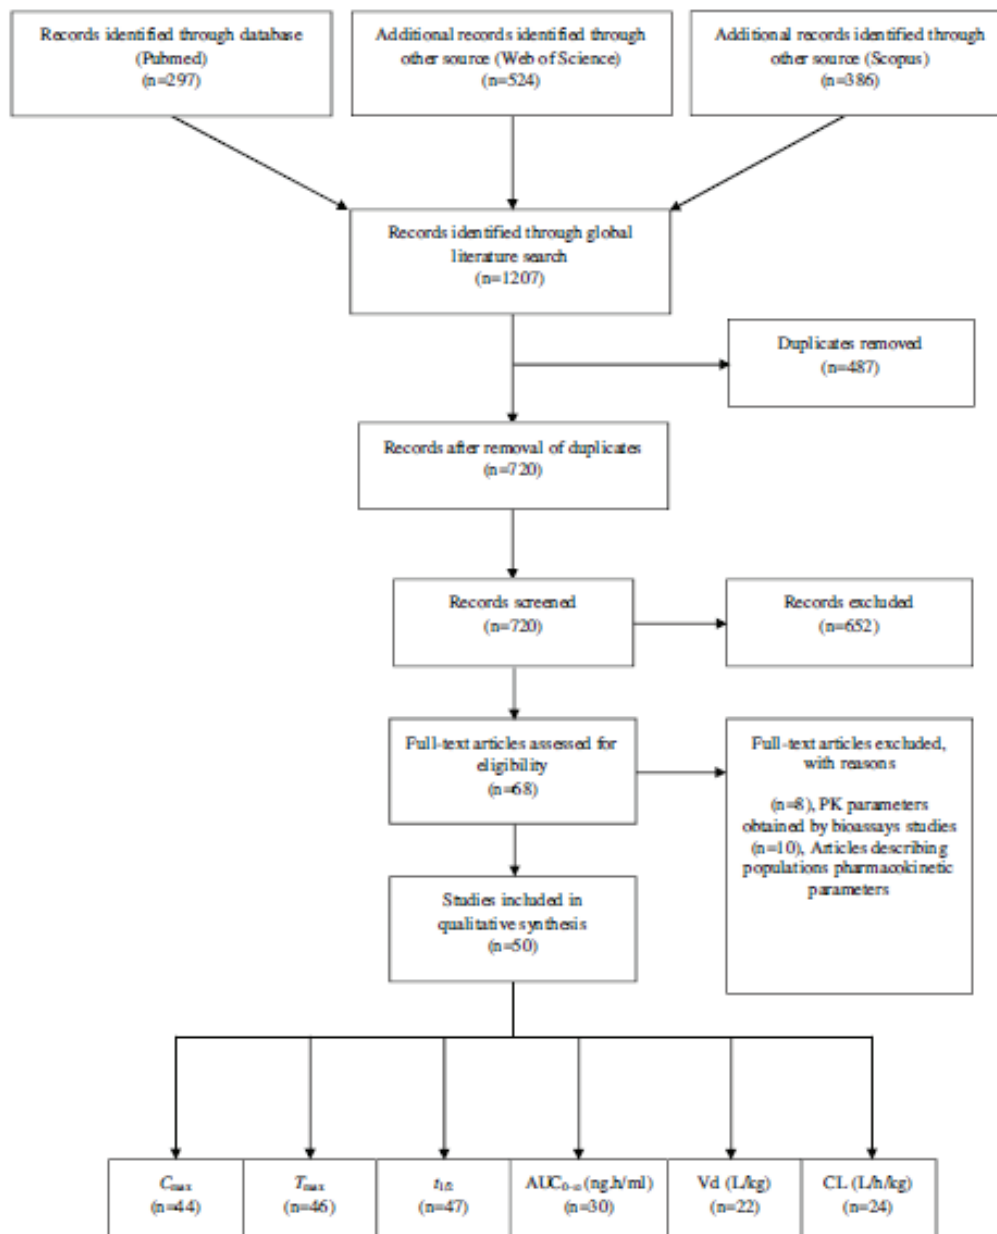 Records identified through database
(Pubmed)
(n=297)
Additional records identified through
other source (Web of Science)
(n=524)
Additional records identified through
other source (Scopus)
(n=386)
Records identified through global
literature search
(n=1207)
Duplicates removed
(n=487)
Records after removal of duplicates
(n=720)
Records screened
(n=720)
Records excluded
(n=652)
Full-text articles assessed for
eligibility
(n=68)
Full-text articles excluded,
with reasons
(n=8), PK parameters
obtained by bioassays studies
(n=10), Articles describing
populations pharmacokinetic
parameters
Studies included in
qualitative synthesis
(n=50)
Cmax
(n=44)
Tmax
(n=46)
t1/2
(n=47)
AUC0-∞ (ng.h/ml)
(n=30)
Vd (L/kg)
(n=22)
CL (L/h/kg)
(n=24)